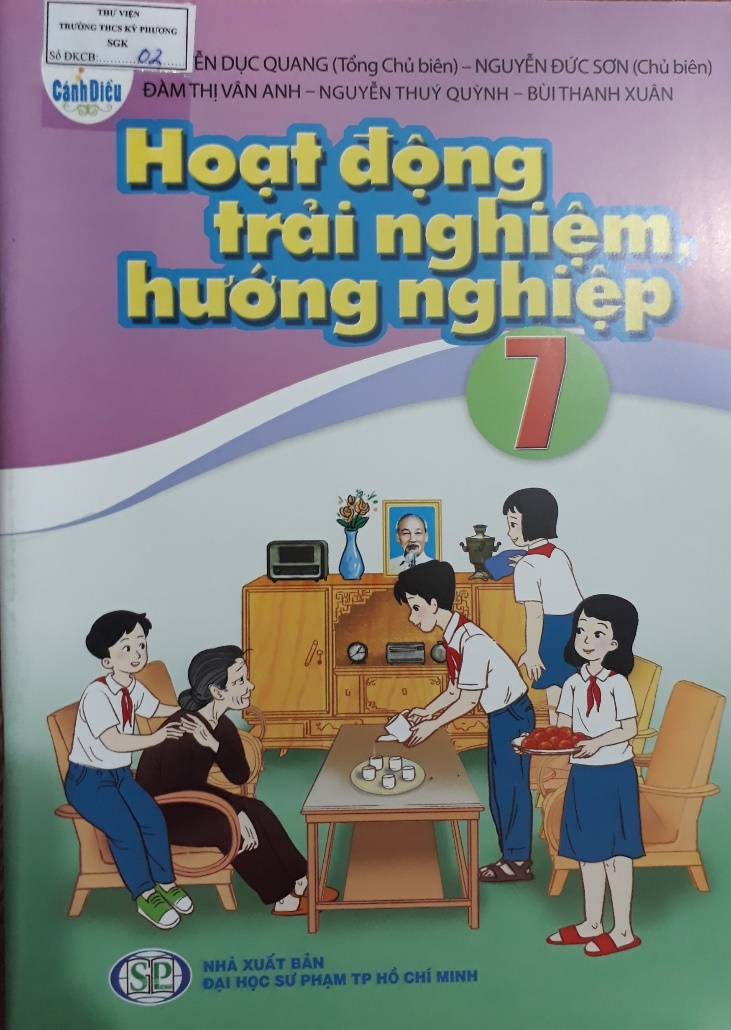 THƯ VIỆN
TRƯỜNG THCS KỲ PHƯƠNG
SGK
Số ĐKCB:..........02......
ỄN DỤC QUANG (Tổng Chủ biên) – NGUYỄN ĐỨC SƠN (Chủ biên)
Cánh Diều
ĐÀM THỊ VÂN ANH – NGUYỄN THUÝ QUỲNH – BÙI THANH XUÂN
Hoạt động
trải nghiệm,
hướng nghiệp
7
SP
NHÀ XUẤT BẢN
ĐẠI HỌC SƯ PHẠM TP HỒ CHÍ MINH